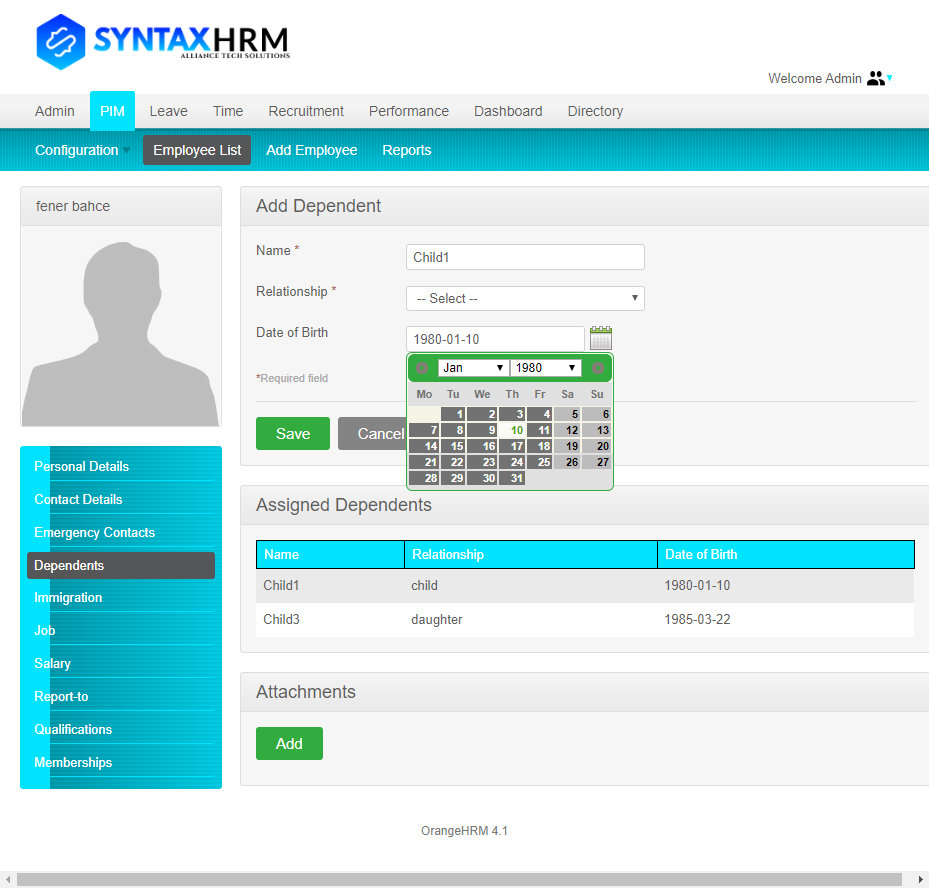 SYNTAXHRM
ALLIANCE TECH SOLUTIONS
Welcome Admin
Admin PIM Leave Time Recruitment Performance Dashboard Directory
Configuration Employee List Add Employee Reports
fener bahce
Personal Details
Contact Details
Emergency Contacts
Dependents
Immigration
Job
Salary
Report-to
Qualifications
Memberships
Add Dependent
Name * Child1
Relationship * -- Select --
Date of Birth 1980-01-10
Jan 1980
Mo Tu We Th Fr Sa Su
1 2 3 4 5 6
7 8 9 10 11 12 13
14 15 16 17 18 19 20
21 22 23 24 25 26 27
28 29 30 31
*Required field
Save Cancel
Assigned Dependents
Name Relationship Date of Birth
Child1 child 1980-01-10
Child3 daughter 1985-03-22
Attachments
Add
OrangeHRM 4.1